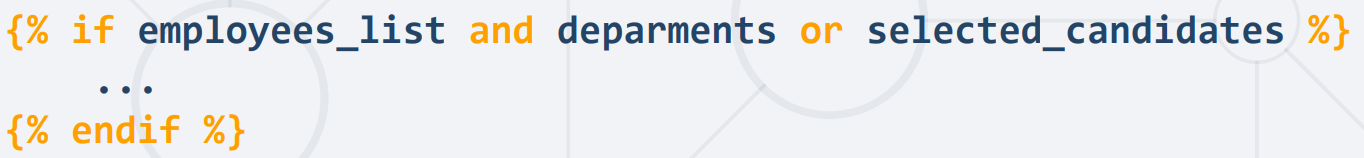 {% if employees_list and deparments or selected_candidates %}
...
{% endif %}